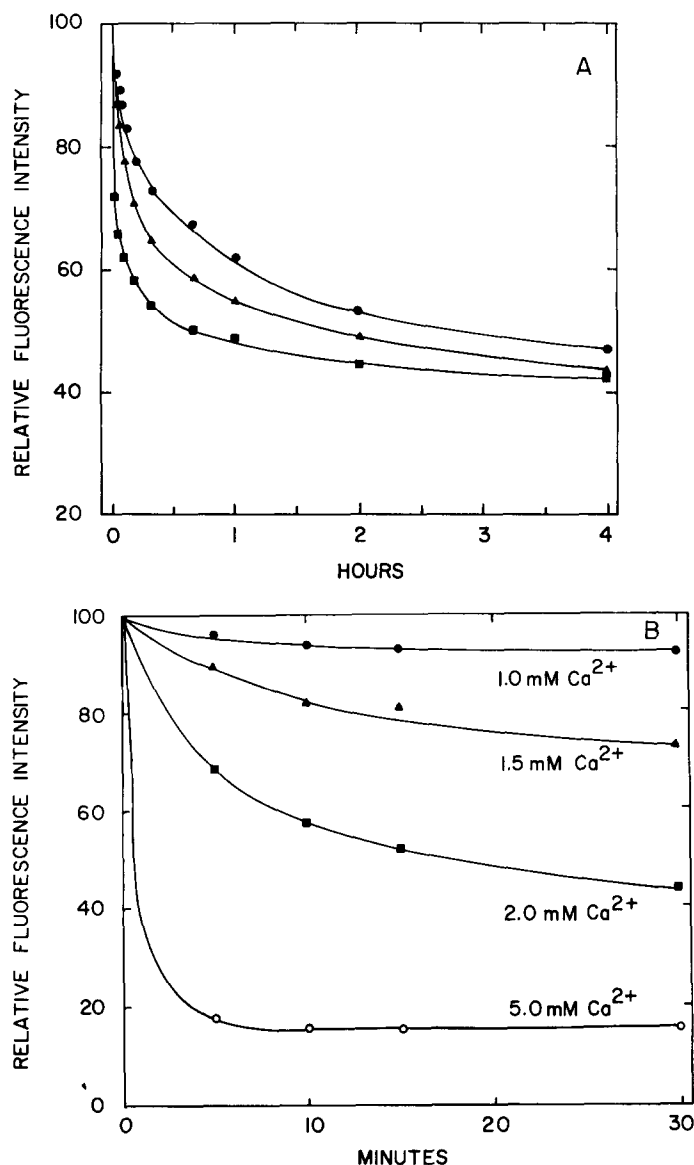 A
RELATIVE FLUORESCENCE INTENSITY
100
80
60
40
20
0 1 2 3 4
HOURS
B
RELATIVE FLUORESCENCE INTENSITY
100
80
60
40
20
0
1.0 mM Ca2+
1.5 mM Ca2+
2.0 mM Ca2+
5.0 mM Ca2+
0 10 20 30
MINUTES